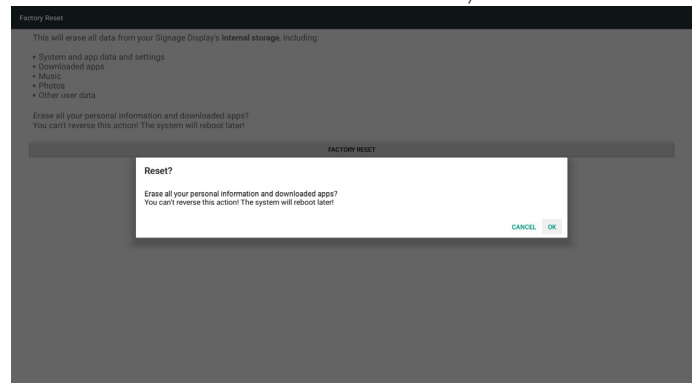 Factory Reset
This will erase all data from your Signage Display's internal storage, including:
• System and app data and settings
• Downloaded apps
• Music
• Photos
• Other user data
Erase all your personal information and downloaded apps?
You can't reverse this action! The system will reboot later!
FACTORY RESET
Reset?
Erase all your personal information and downloaded apps?
You can't reverse this action! The system will reboot later!
CANCEL OK